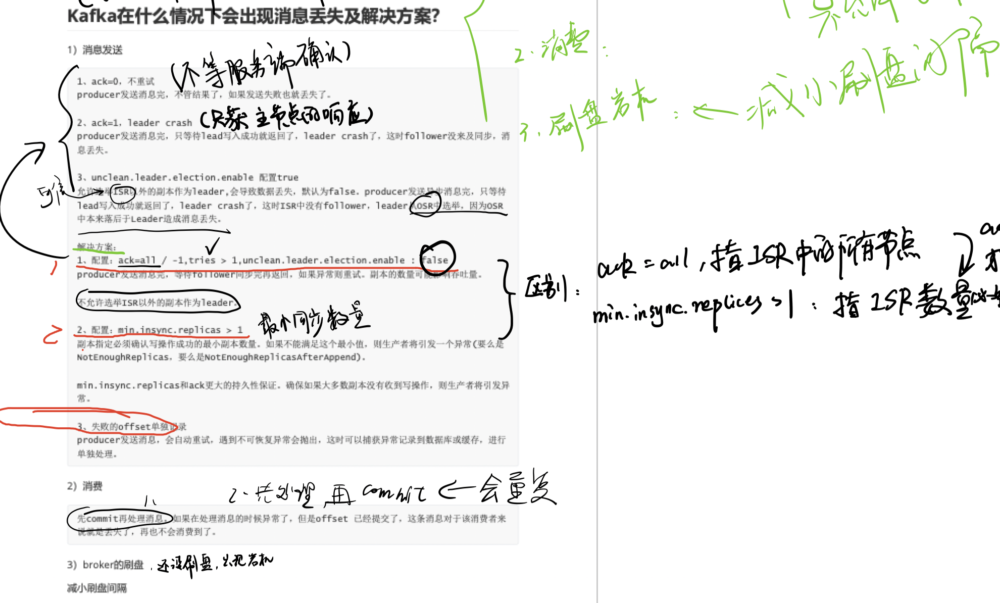 Kafka在什么情况下会出现消息丢失及解决方案?
1) 消息发送
(不等服务端确认)
1、ack=0, 不重试
producer发送消息完, 不管结果了, 如果发送失败也就丢失了。
2、ack=1, leader crash
(只获主节点的响应)
producer发送消息完, 只等待lead写入成功就返回了, leader crash了, 这时follower没来及同步, 消
息丢失。
3、unclean.leader.election.enable 配置true
可信
允许选举ISR以外的副本作为leader,会导致数据丢失, 默认为false。producer发送异步消息完, 只等待
lead写入成功就返回了, leader crash了, 这时ISR中没有follower, leader从OSR中选举, 因为OSR
中本来落后于Leader造成消息丢失。
解决方案:
1
1、配置: ack=all / -1,tries > 1,unclean.leader.election.enable : false
producer发送消息完, 等待follower同步完再返回, 如果异常则重试。副本的数量可能影响吞吐量。
不允许选举ISR以外的副本作为leader。
2
2、配置: min.insync.replicas > 1
最小同步数量
副本指定必须确认写操作成功的最小副本数量。如果不能满足这个最小值, 则生产者将引发一个异常(要么是
NotEnoughReplicas, 要么是NotEnoughReplicasAfterAppend)。
min.insync.replicas和ack更大的持久性保证。确保如果大多数副本没有收到写操作, 则生产者将引发异
常。
3、失败的offset单独记录
producer发送消息, 会自动重试, 遇到不可恢复异常会抛出, 这时可以捕获异常记录到数据库或缓存, 进行
单独处理。
2) 消费
1、
2、先处理 再 commit ← 会重复
先commit再处理消息。如果在处理消息的时候异常了, 但是offset 已经提交了, 这条消息对于该消费者来
说就是丢失了, 再也不会消费到了。
3) broker的刷盘
, 还没刷盘, 出现宕机
减小刷盘间隔
2. 消费:
3. 刷盘宕机: ← 减小刷盘间隔
区别:
ack = all, 指 ISR 中的所有节点
min.insync.replices >1 : 指 ISR 数量